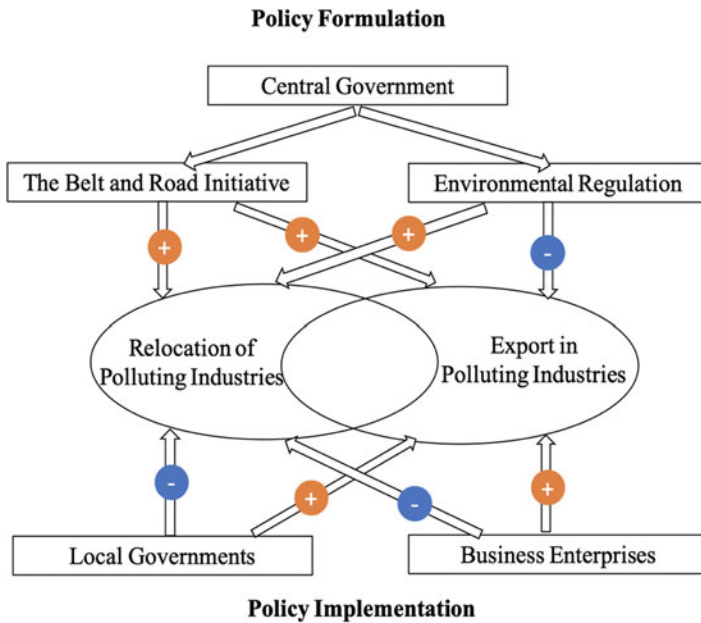 Policy Formulation
Central Government
The Belt and Road Initiative
Environmental Regulation
+
+
+
-
Relocation of
Polluting Industries
Export in
Polluting Industries
-
+
-
+
Local Governments
Business Enterprises
Policy Implementation